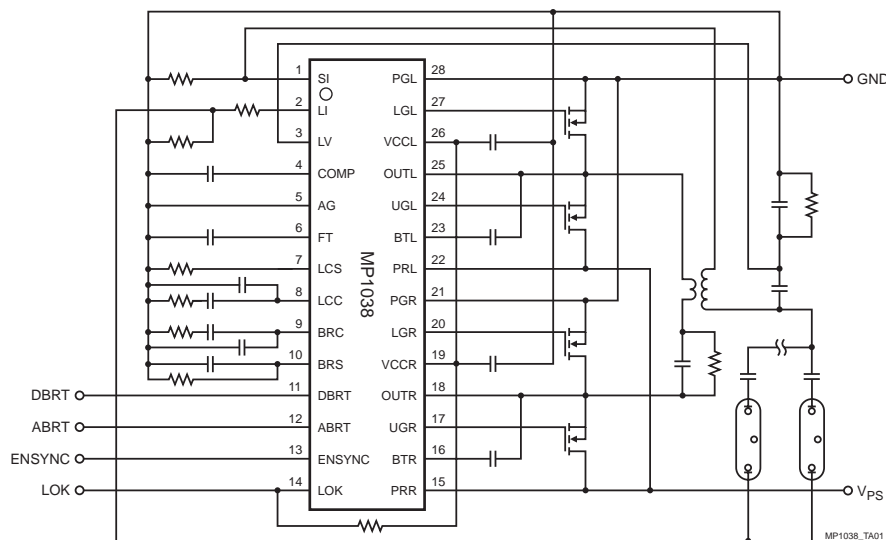 1 SI PGL 28 GND
2 LI LGL 27
3 LV VCCL 26
4 COMP OUTL 25
5 AG UGL 24
6 FT BTL 23
7 LCS PRL 22
8 LCC PGR 21
9 BRC LGR 20
10 BRS VCCR 19
DBRT 11 DBRT OUTR 18
ABRT 12 ABRT UGR 17
ENSYNC 13 ENSYNC BTR 16
LOK 14 LOK PRR 15 VPS
MP1038
MP1038_TA01